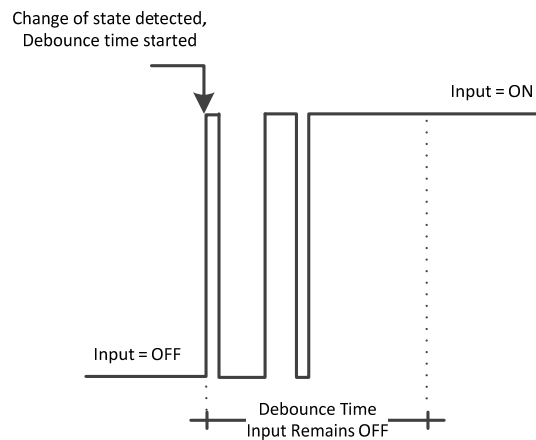 Change of state detected,
Debounce time started
Input = ON
Input = OFF
Debounce Time
Input Remains OFF